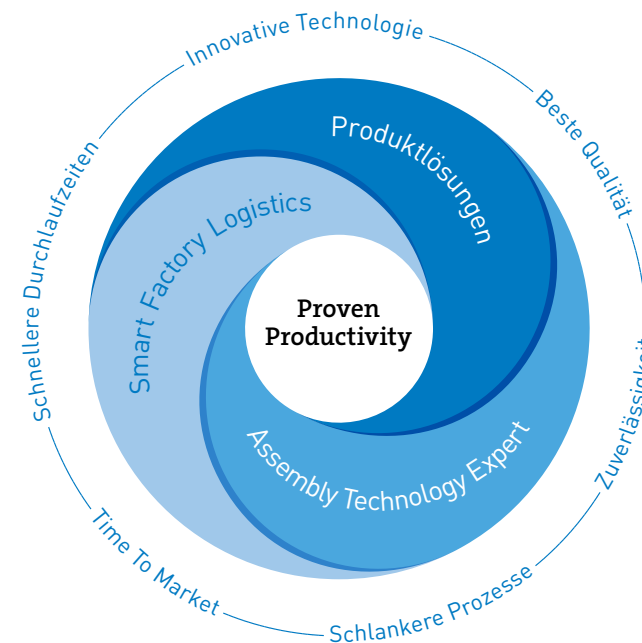 Innovative Technologie
Beste Qualität
Zuverlässigkeit
Schlankere Prozesse
Time To Market
Schnellere Durchlaufzeiten
Produktlösungen
Smart Factory Logistics
Assembly Technology Expert
Proven
Productivity